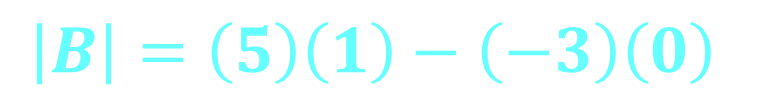 |B| = (5)(1) − (−3)(0)